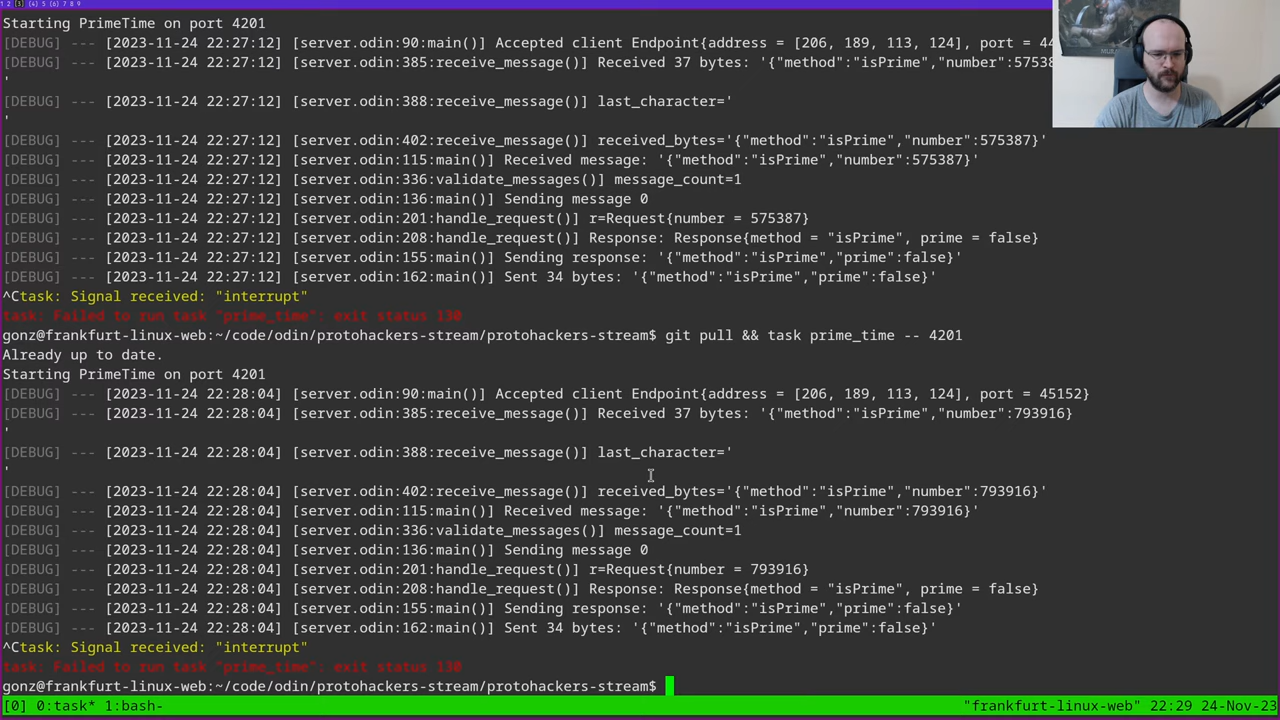 1 2 [3] (4) 5 (6) 7 8 9
Starting PrimeTime on port 4201
[DEBUG] --- [2023-11-24 22:27:12] [server.odin:90:main()] Accepted client Endpoint{address = [206, 189, 113, 124], port = 44
[DEBUG] --- [2023-11-24 22:27:12] [server.odin:385:receive_message()] Received 37 bytes: '{"method":"isPrime","number":57538
'
[DEBUG] --- [2023-11-24 22:27:12] [server.odin:388:receive_message()] last_character='
'
[DEBUG] --- [2023-11-24 22:27:12] [server.odin:402:receive_message()] received_bytes='{"method":"isPrime","number":575387}'
[DEBUG] --- [2023-11-24 22:27:12] [server.odin:115:main()] Received message: '{"method":"isPrime","number":575387}'
[DEBUG] --- [2023-11-24 22:27:12] [server.odin:336:validate_messages()] message_count=1
[DEBUG] --- [2023-11-24 22:27:12] [server.odin:136:main()] Sending message 0
[DEBUG] --- [2023-11-24 22:27:12] [server.odin:201:handle_request()] r=Request{number = 575387}
[DEBUG] --- [2023-11-24 22:27:12] [server.odin:208:handle_request()] Response: Response{method = "isPrime", prime = false}
[DEBUG] --- [2023-11-24 22:27:12] [server.odin:155:main()] Sending response: '{"method":"isPrime","prime":false}'
[DEBUG] --- [2023-11-24 22:27:12] [server.odin:162:main()] Sent 34 bytes: '{"method":"isPrime","prime":false}'
^Ctask: Signal received: "interrupt"
task: Failed to run task "prime_time": exit status 130
gonz@frankfurt-linux-web:~/code/odin/protohackers-stream/protohackers-stream$ git pull && task prime_time -- 4201
Already up to date.
Starting PrimeTime on port 4201
[DEBUG] --- [2023-11-24 22:28:04] [server.odin:90:main()] Accepted client Endpoint{address = [206, 189, 113, 124], port = 45152}
[DEBUG] --- [2023-11-24 22:28:04] [server.odin:385:receive_message()] Received 37 bytes: '{"method":"isPrime","number":793916}
'
[DEBUG] --- [2023-11-24 22:28:04] [server.odin:388:receive_message()] last_character='
'
[DEBUG] --- [2023-11-24 22:28:04] [server.odin:402:receive_message()] received_bytes='{"method":"isPrime","number":793916}'
[DEBUG] --- [2023-11-24 22:28:04] [server.odin:115:main()] Received message: '{"method":"isPrime","number":793916}'
[DEBUG] --- [2023-11-24 22:28:04] [server.odin:336:validate_messages()] message_count=1
[DEBUG] --- [2023-11-24 22:28:04] [server.odin:136:main()] Sending message 0
[DEBUG] --- [2023-11-24 22:28:04] [server.odin:201:handle_request()] r=Request{number = 793916}
[DEBUG] --- [2023-11-24 22:28:04] [server.odin:208:handle_request()] Response: Response{method = "isPrime", prime = false}
[DEBUG] --- [2023-11-24 22:28:04] [server.odin:155:main()] Sending response: '{"method":"isPrime","prime":false}'
[DEBUG] --- [2023-11-24 22:28:04] [server.odin:162:main()] Sent 34 bytes: '{"method":"isPrime","prime":false}'
^Ctask: Signal received: "interrupt"
task: Failed to run task "prime_time": exit status 130
gonz@frankfurt-linux-web:~/code/odin/protohackers-stream/protohackers-stream$
[0] 0:task* 1:bash- "frankfurt-linux-web" 22:29 24-Nov-23